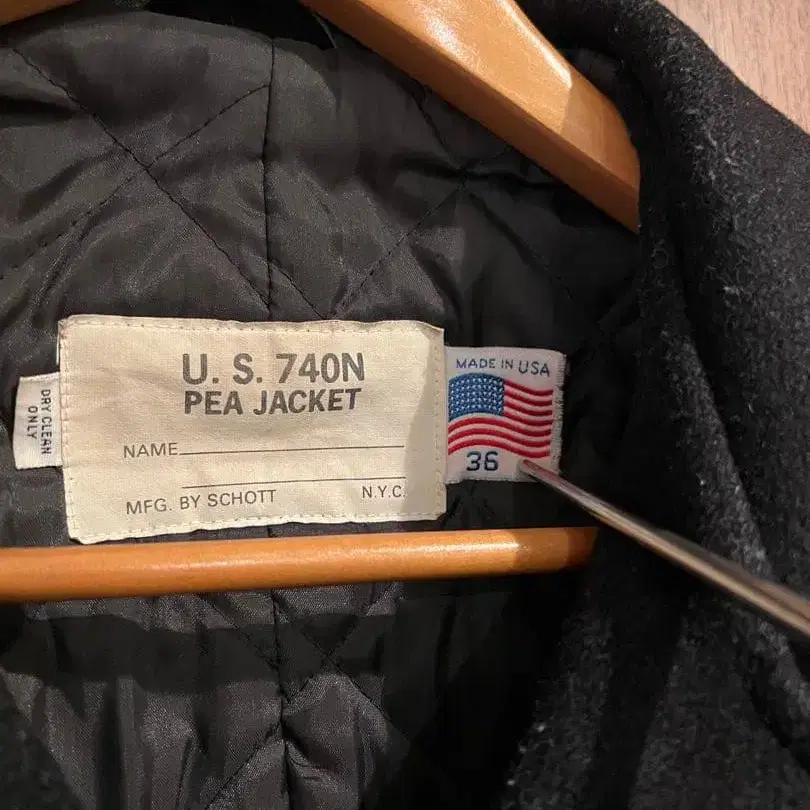 U. S. 740N
PEA JACKET
NAME
MFG. BY SCHOTT N.Y.C.
MADE IN USA
36
DRY CLEAN
ONLY